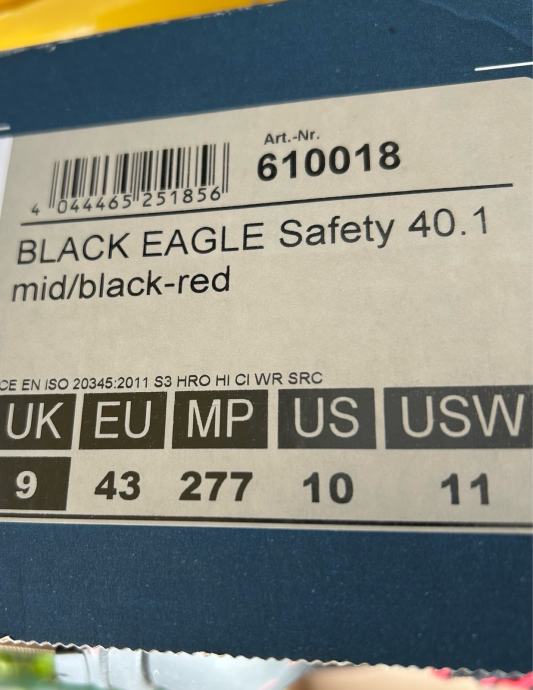 Art.-Nr.
610018
4 044465 251856
BLACK EAGLE Safety 40.1
mid/black-red
CE EN ISO 20345:2011 S3 HRO HI CI WR SRC
UK EU MP US USW
9 43 277 10 11